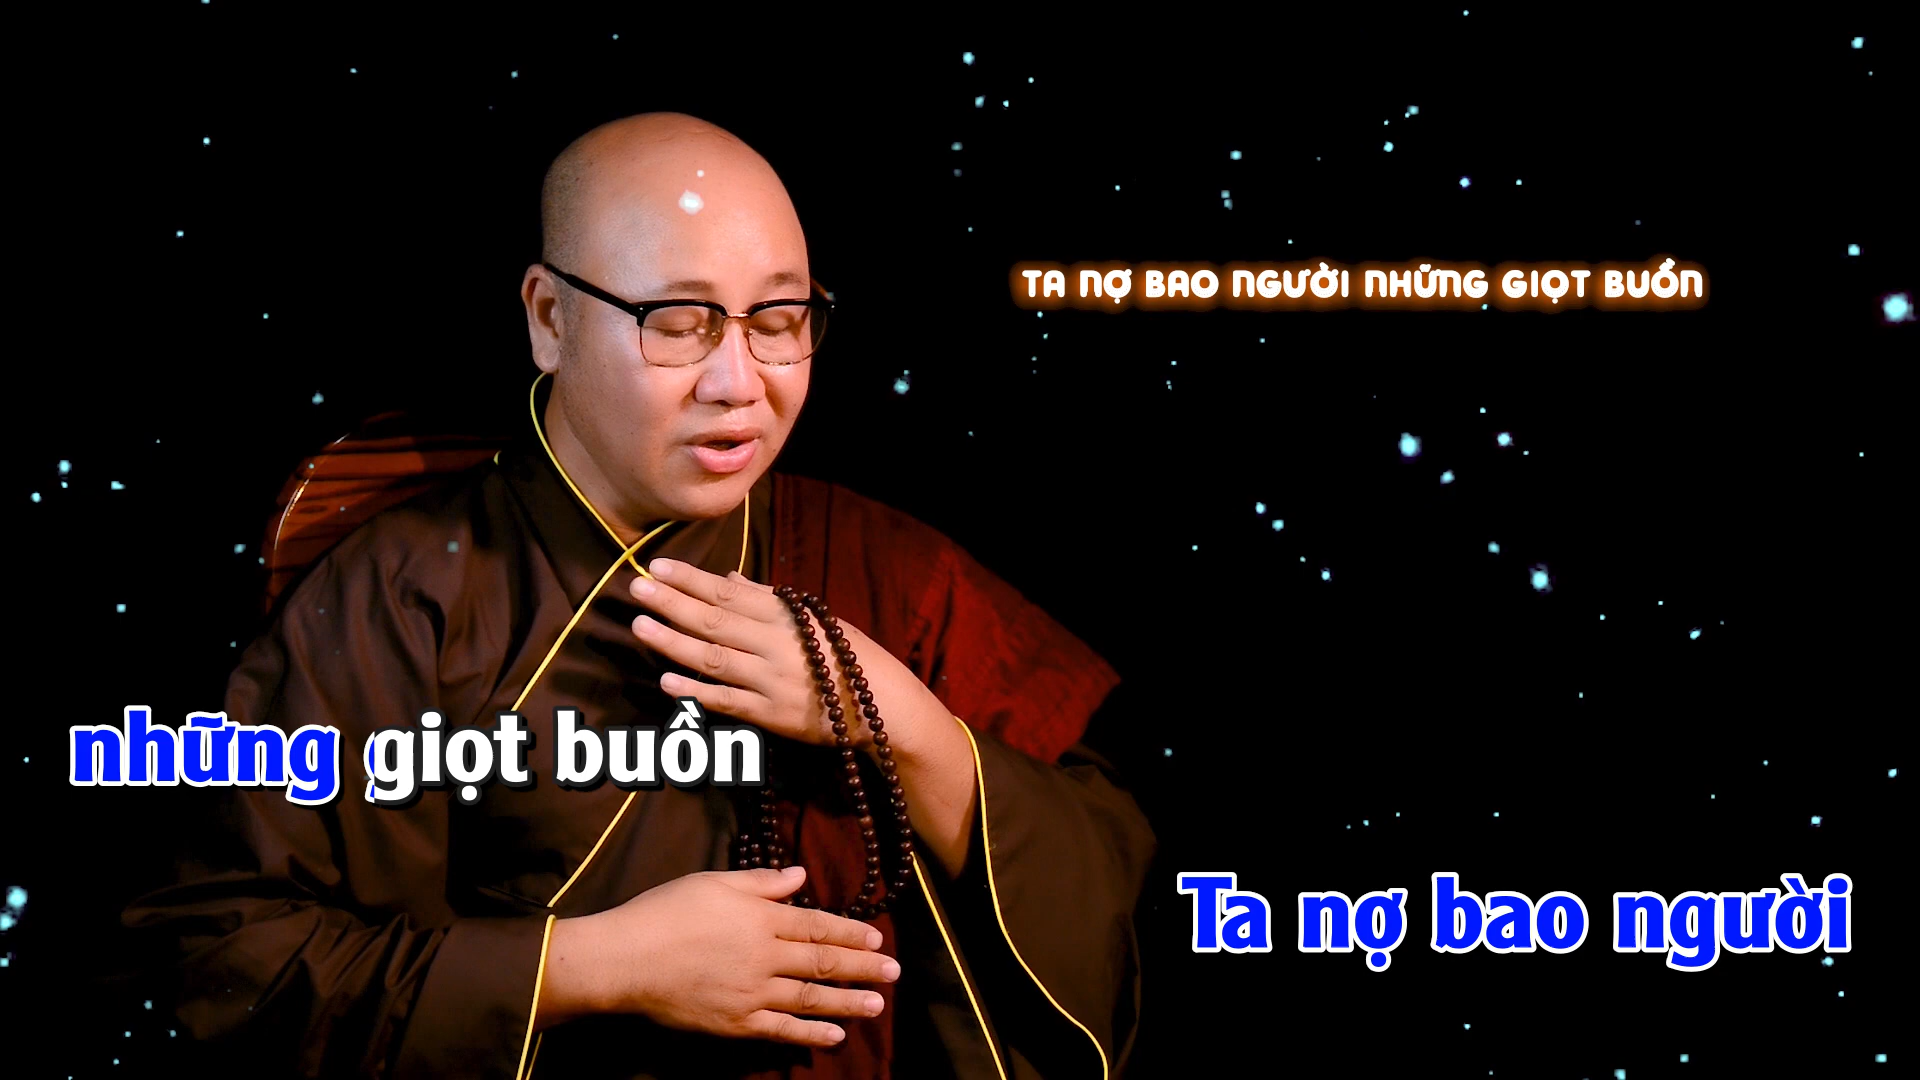 TA NỢ BAO NGƯỜI NHỮNG GIỌT BUỒN
những giọt buồn
Ta nợ bao người